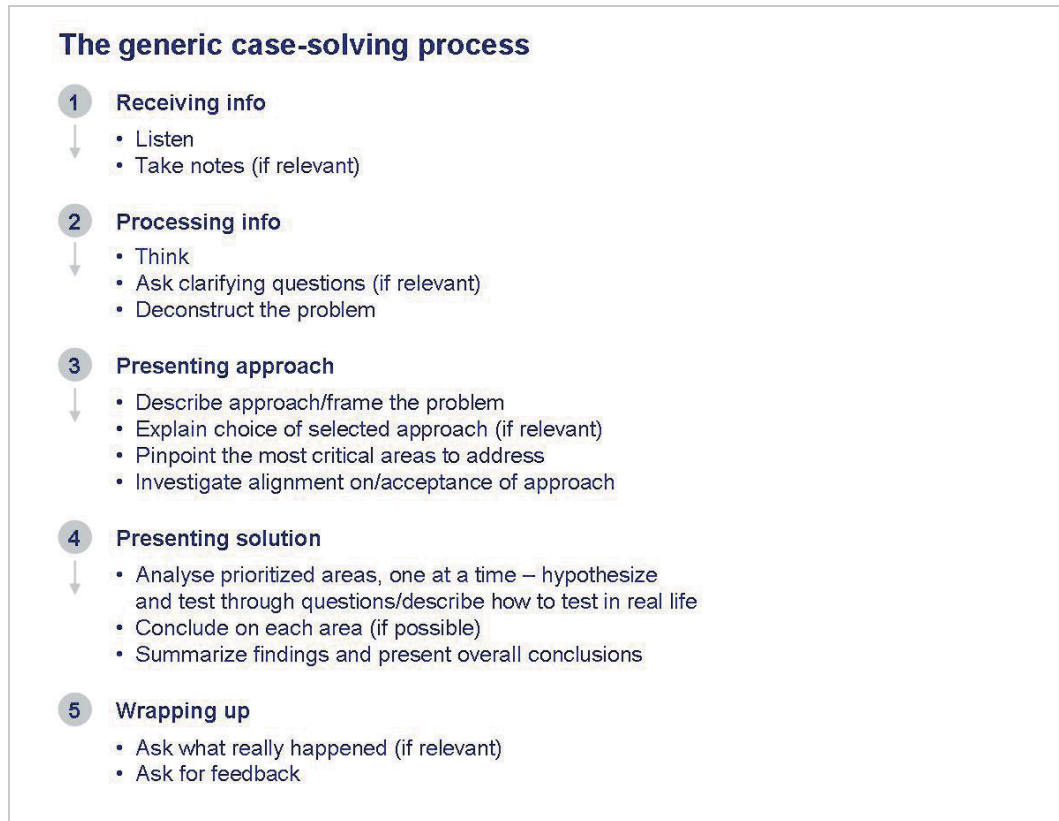 The generic case-solving process
1 Receiving info
• Listen
• Take notes (if relevant)
2 Processing info
• Think
• Ask clarifying questions (if relevant)
• Deconstruct the problem
3 Presenting approach
• Describe approach/frame the problem
• Explain choice of selected approach (if relevant)
• Pinpoint the most critical areas to address
• Investigate alignment on/acceptance of approach
4 Presenting solution
• Analyse prioritized areas, one at a time – hypothesize
and test through questions/describe how to test in real life
• Conclude on each area (if possible)
• Summarize findings and present overall conclusions
5 Wrapping up
• Ask what really happened (if relevant)
• Ask for feedback